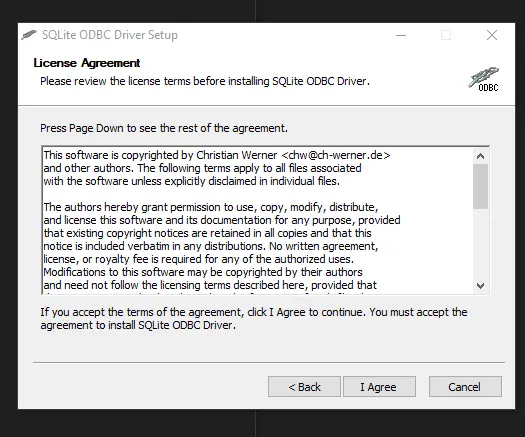 SQLite ODBC Driver Setup
License Agreement
Please review the license terms before installing SQLite ODBC Driver.
ODBC
Press Page Down to see the rest of the agreement.
This software is copyrighted by Christian Werner <chw@ch-werner.de>
and other authors. The following terms apply to all files associated
with the software unless explicitly disclaimed in individual files.
The authors hereby grant permission to use, copy, modify, distribute,
and license this software and its documentation for any purpose, provided
that existing copyright notices are retained in all copies and that this
notice is included verbatim in any distributions. No written agreement,
license, or royalty fee is required for any of the authorized uses.
Modifications to this software may be copyrighted by their authors
and need not follow the licensing terms described here, provided that
If you accept the terms of the agreement, click I Agree to continue. You must accept the
agreement to install SQLite ODBC Driver.
< Back
I Agree
Cancel